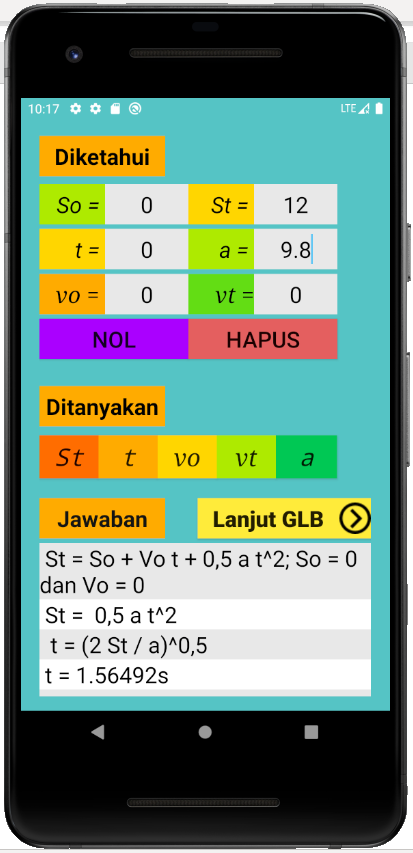 10:17 LTE
Diketahui
So = 0 St = 12
t = 0 a = 9.8
vo = 0 vt = 0
NOL HAPUS
Ditanyakan
St t vo vt a
Jawaban Lanjut GLB
St = So + Vo t + 0,5 a t^2; So = 0
dan Vo = 0
St =  0,5 a t^2
t = (2 St / a)^0,5
t = 1.56492s